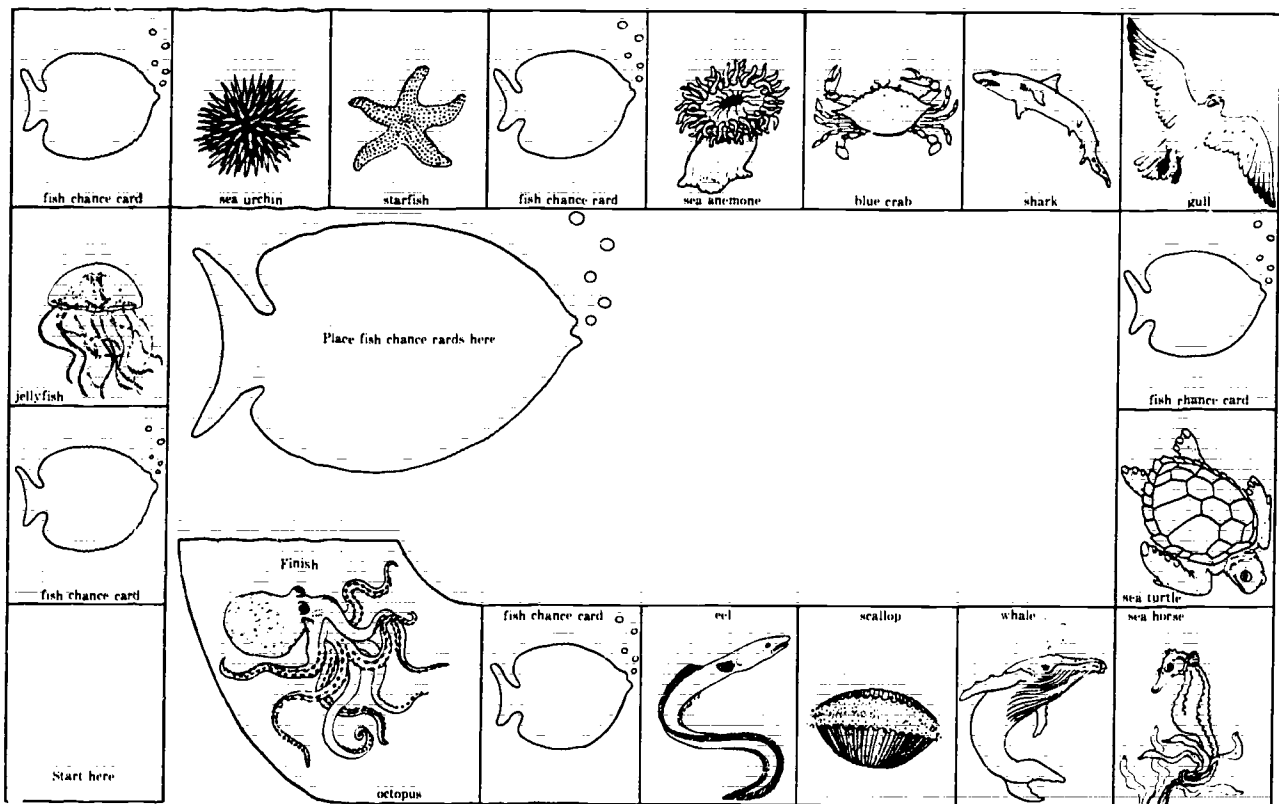 fish chance card
sea urchin
starfish
fish chance card
sea anemone
blue crab
shark
gull
jellyfish
Place fish chance cards here
fish chance card
fish chance card
sea turtle
Finish
octopus
fish chance card
eel
scallop
whale
sea horse
Start here